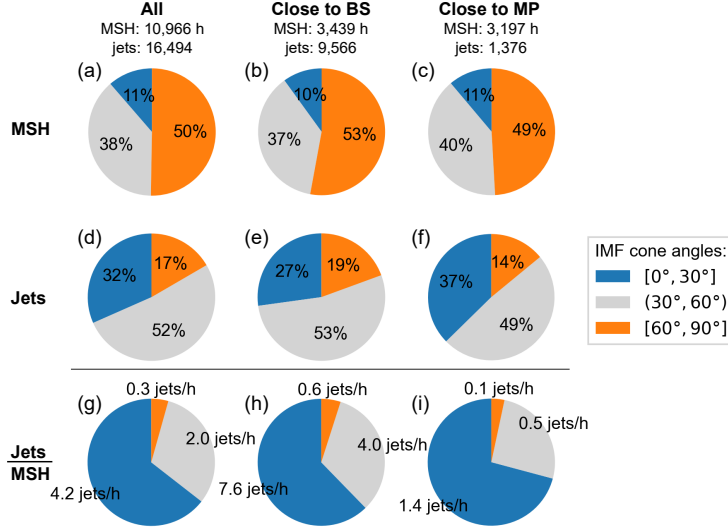 All
MSH: 10,966 h
jets: 16,494
Close to BS
MSH: 3,439 h
jets: 9,566
Close to MP
MSH: 3,197 h
jets: 1,376
MSH
(a)
11%
50%
38%
(b)
10%
53%
37%
(c)
11%
49%
40%
Jets
(d)
32%
17%
52%
(e)
27%
19%
53%
(f)
37%
14%
49%
IMF cone angles:
[0°, 30°]
(30°, 60°)
[60°, 90°]
Jets
MSH
(g)
0.3 jets/h
2.0 jets/h
4.2 jets/h
(h)
0.6 jets/h
4.0 jets/h
7.6 jets/h
(i)
0.1 jets/h
0.5 jets/h
1.4 jets/h